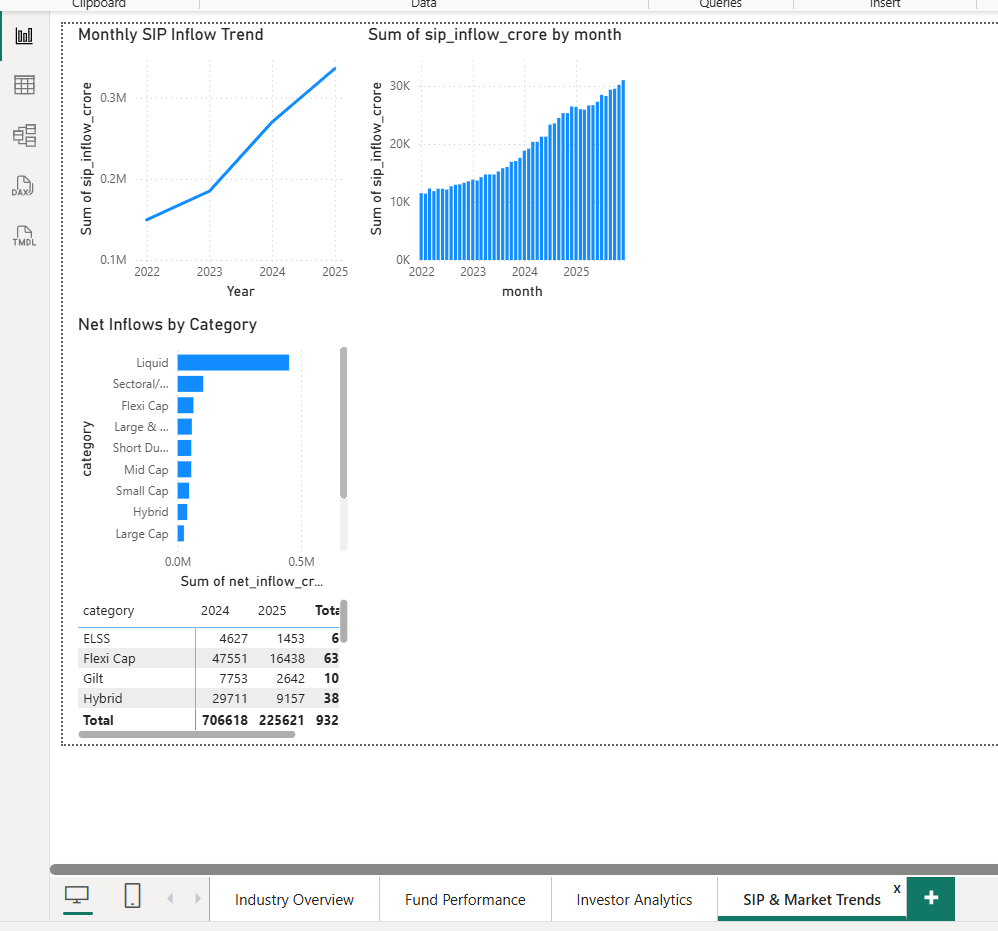 Clipboard Data Queries Insert
Monthly SIP Inflow Trend
Sum of sip_inflow_crore
0.3M
0.2M
0.1M
2022 2023 2024 2025
Year
Sum of sip_inflow_crore by month
Sum of sip_inflow_crore
30K
20K
10K
0K
2022 2023 2024 2025
month
DAX
TMDL
Net Inflows by Category
category
Liquid
Sectoral/...
Flexi Cap
Large & ...
Short Du...
Mid Cap
Small Cap
Hybrid
Large Cap
0.0M 0.5M
Sum of net_inflow_cr...
category 2024 2025 Tota
ELSS 4627 1453 6
Flexi Cap 47551 16438 63
Gilt 7753 2642 10
Hybrid 29711 9157 38
Total 706618 225621 932
Industry Overview
Fund Performance
Investor Analytics
SIP & Market Trends x
+